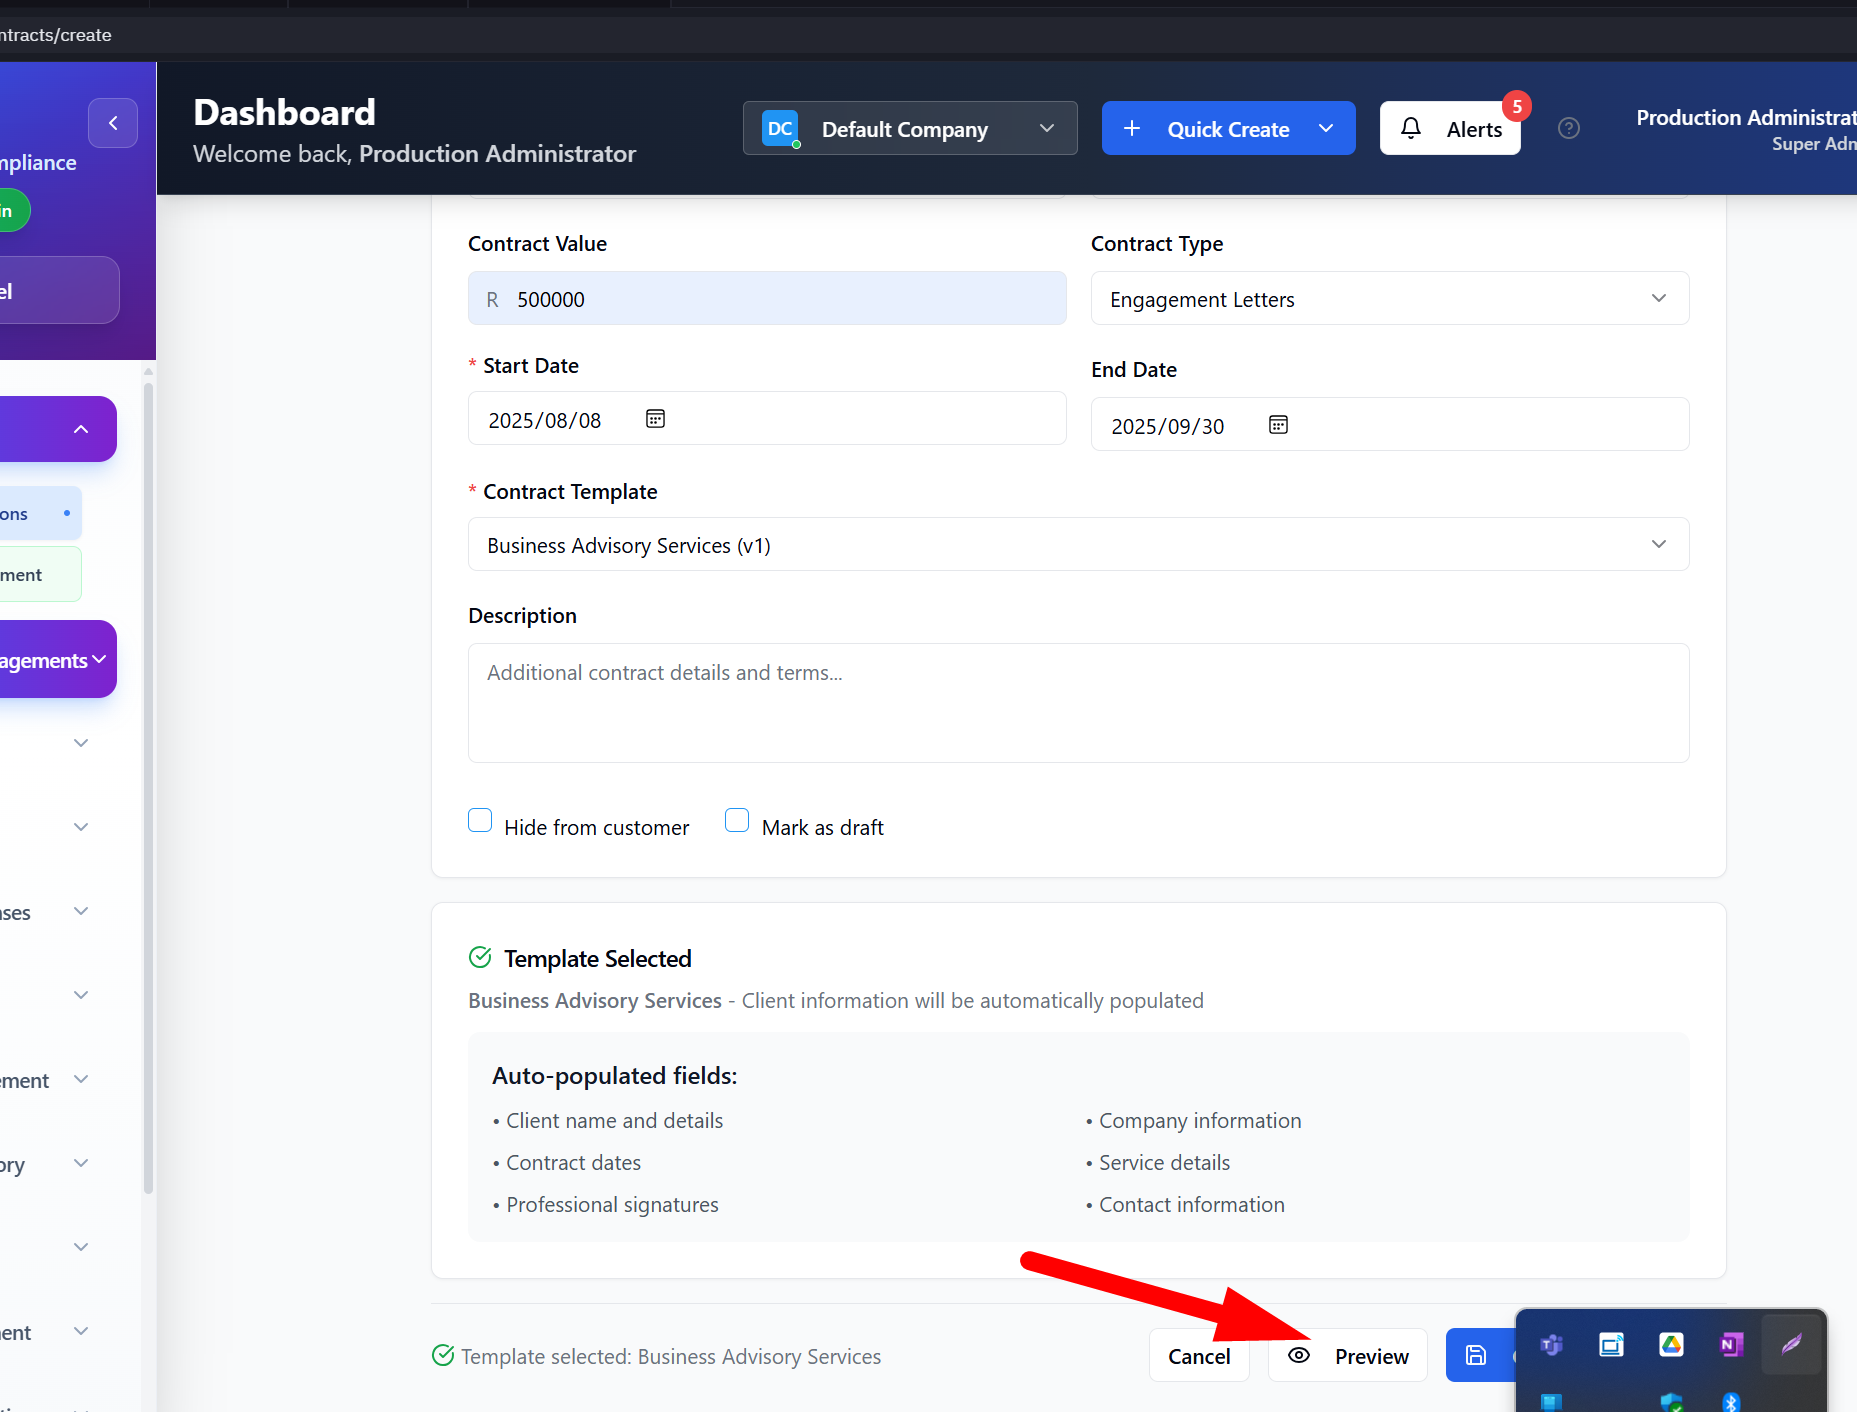 ntracts/create
Dashboard
Welcome back, Production Administrator
DC Default Company
+ Quick Create
Alerts
5
Production Administrat
Super Adm
mpliance
in
el
ons
ment
agements
ses
ement
ory
ent
Contract Value
R 500000
Contract Type
Engagement Letters
* Start Date
2025/08/08
End Date
2025/09/30
* Contract Template
Business Advisory Services (v1)
Description
Additional contract details and terms...
Hide from customer
Mark as draft
Template Selected
Business Advisory Services - Client information will be automatically populated
Auto-populated fields:
• Client name and details
• Company information
• Contract dates
• Service details
• Professional signatures
• Contact information
Template selected: Business Advisory Services
Cancel
Preview